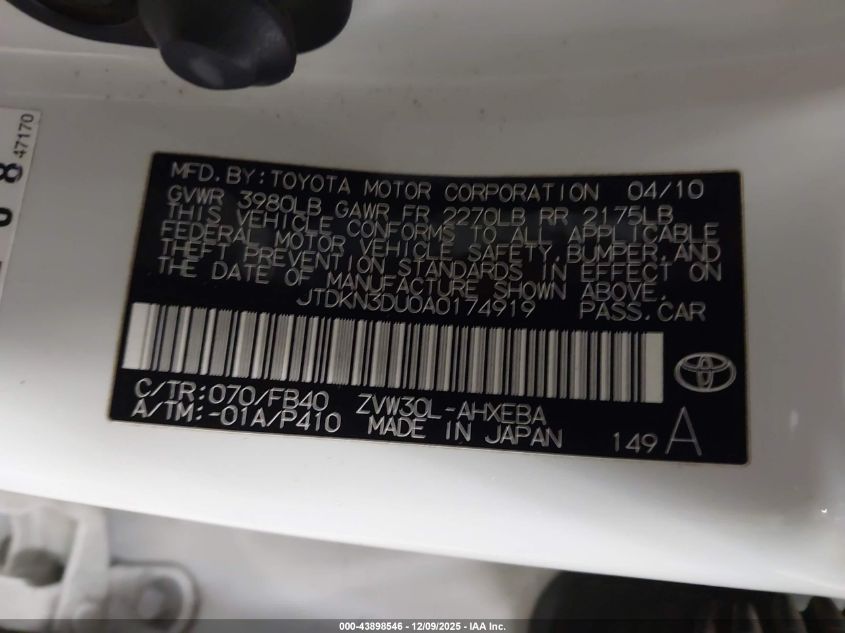 MFD. BY: TOYOTA MOTOR CORPORATION 04/10
GVWR 3980LB GAWR FR 2270LB RR 2175LB
THIS VEHICLE CONFORMS TO ALL APPLICABLE
FEDERAL MOTOR VEHICLE SAFETY, BUMPER, AND
THEFT PREVENTION STANDARDS IN EFFECT ON
THE DATE OF MANUFACTURE SHOWN ABOVE.
JTDKN3DU0A0174919 PASS. CAR
C/TR: 070/FB40 ZVW30L-AHXEBA
A/TM: -01A/P410 MADE IN JAPAN 149 A
47170
000-43898546 - 12/09/2025 - IAA Inc.